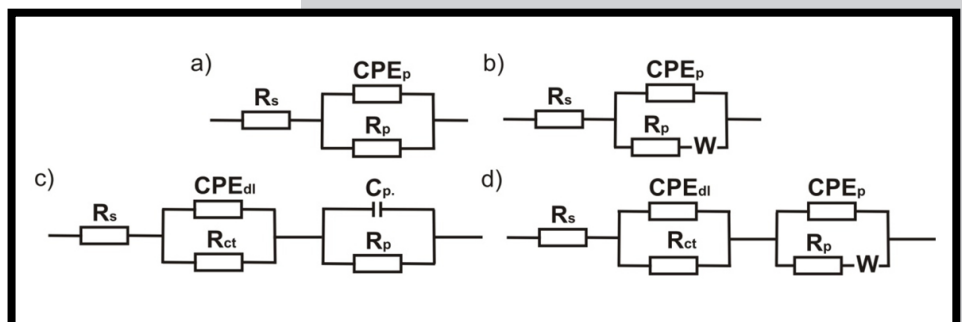 a)
CPEp
Rs
Rp
b)
CPEp
Rs
Rp
W
c)
CPEdl
Cp.
Rs
Rct
Rp
d)
CPEdl
CPEp
Rs
Rct
Rp
W